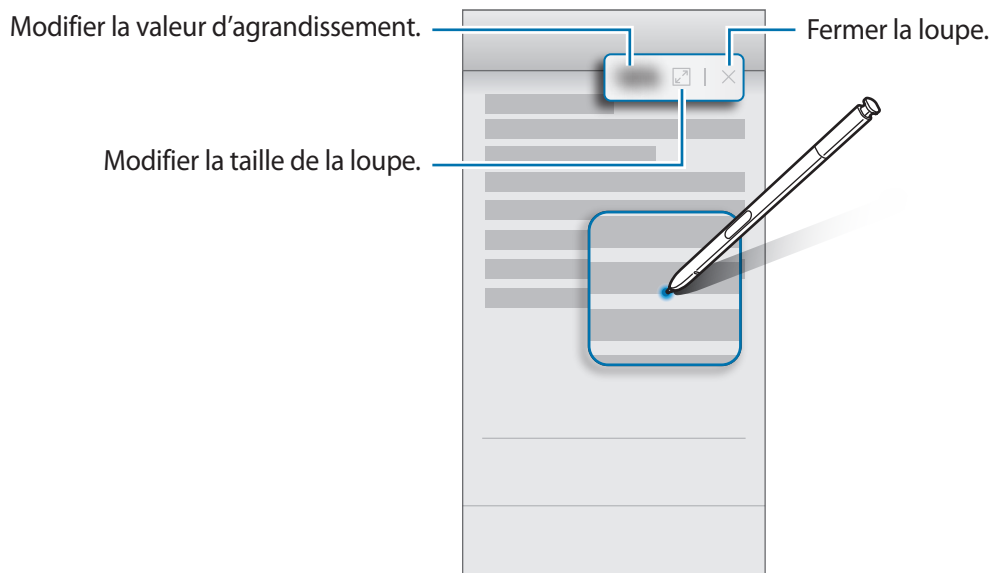 Modifier la valeur d’agrandissement.
Fermer la loupe.
Modifier la taille de la loupe.